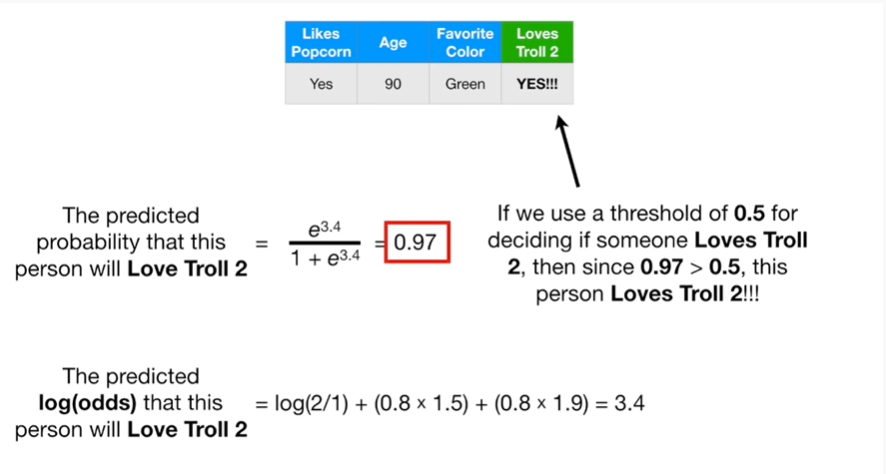 Likes Popcorn Age Favorite Color Loves Troll 2
Yes 90 Green YES!!!
The predicted
probability that this
person will Love Troll 2
= e^3.4 / 1 + e^3.4 = 0.97
If we use a threshold of 0.5 for
deciding if someone Loves Troll
2, then since 0.97 > 0.5, this
person Loves Troll 2!!!
The predicted
log(odds) that this
person will Love Troll 2
= log(2/1) + (0.8 × 1.5) + (0.8 × 1.9) = 3.4